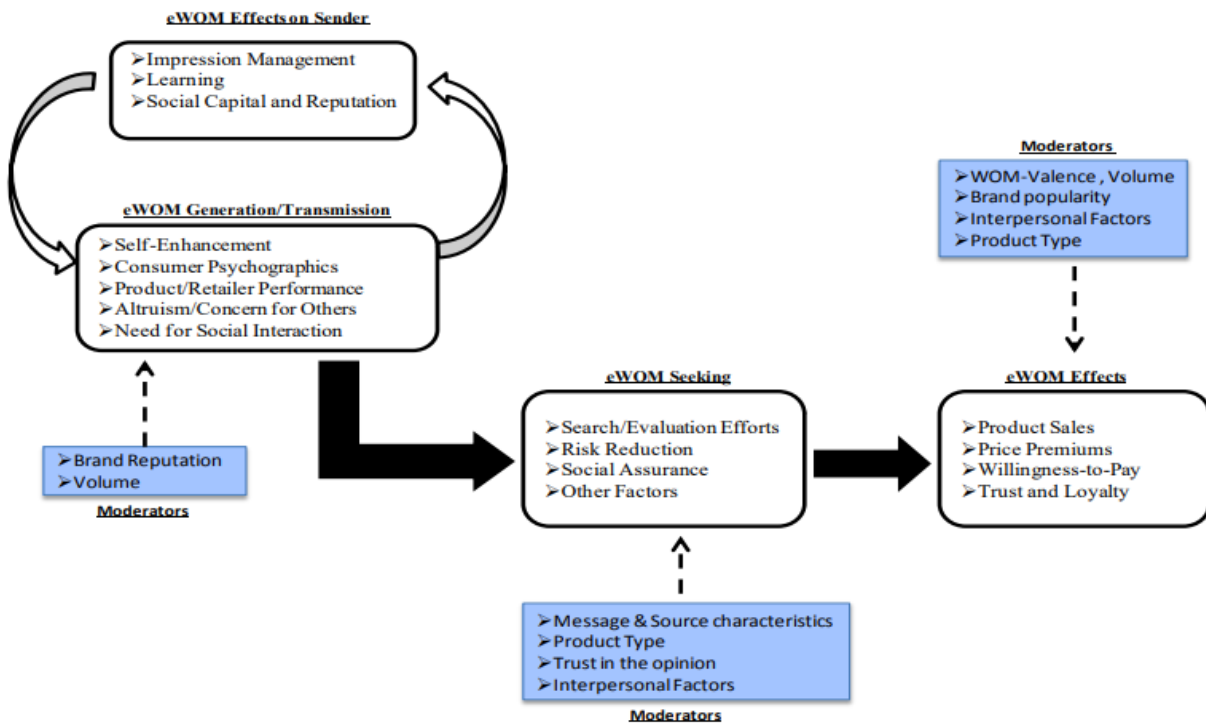 eWOM Effects on Sender
➢Impression Management
➢Learning
➢Social Capital and Reputation
eWOM Generation/Transmission
➢Self-Enhancement
➢Consumer Psychographics
➢Product/Retailer Performance
➢Altruism/Concern for Others
➢Need for Social Interaction
➢Brand Reputation
➢Volume
Moderators
eWOM Seeking
➢Search/Evaluation Efforts
➢Risk Reduction
➢Social Assurance
➢Other Factors
➢Message & Source characteristics
➢Product Type
➢Trust in the opinion
➢Interpersonal Factors
Moderators
Moderators
➢WOM-Valence , Volume
➢Brand popularity
➢Interpersonal Factors
➢Product Type
eWOM Effects
➢Product Sales
➢Price Premiums
➢Willingness-to-Pay
➢Trust and Loyalty